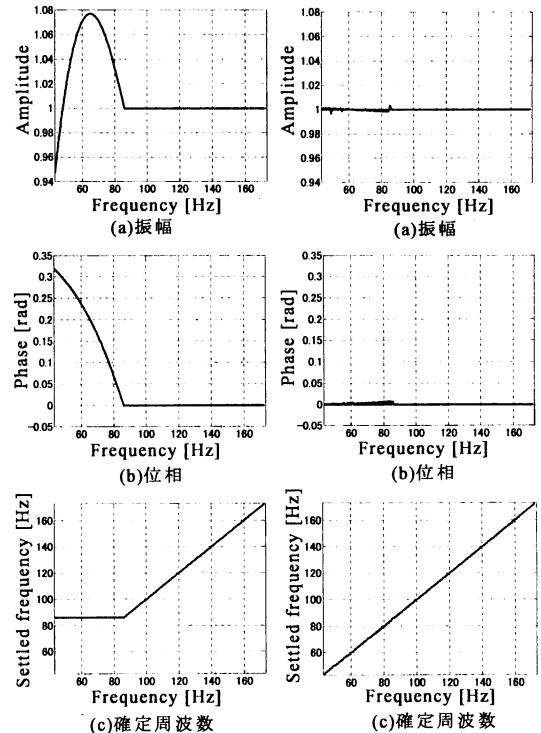 Amplitude
1.08
1.06
1.04
1.02
1
0.98
0.96
0.94
60 80 100 120 140 160
Frequency [Hz]
(a)振幅
Amplitude
1.08
1.06
1.04
1.02
1
0.98
0.96
0.94
60 80 100 120 140 160
Frequency [Hz]
(a)振幅
Phase [rad]
0.35
0.3
0.25
0.2
0.15
0.1
0.05
0
-0.05
60 80 100 120 140 160
Frequency [Hz]
(b)位相
Phase [rad]
0.35
0.3
0.25
0.2
0.15
0.1
0.05
0
-0.05
60 80 100 120 140 160
Frequency [Hz]
(b)位相
Settled frequency [Hz]
160
140
120
100
80
60
60 80 100 120 140 160
Frequency [Hz]
(c)確定周波数
Settled frequency [Hz]
160
140
120
100
80
60
60 80 100 120 140 160
Frequency [Hz]
(c)確定周波数